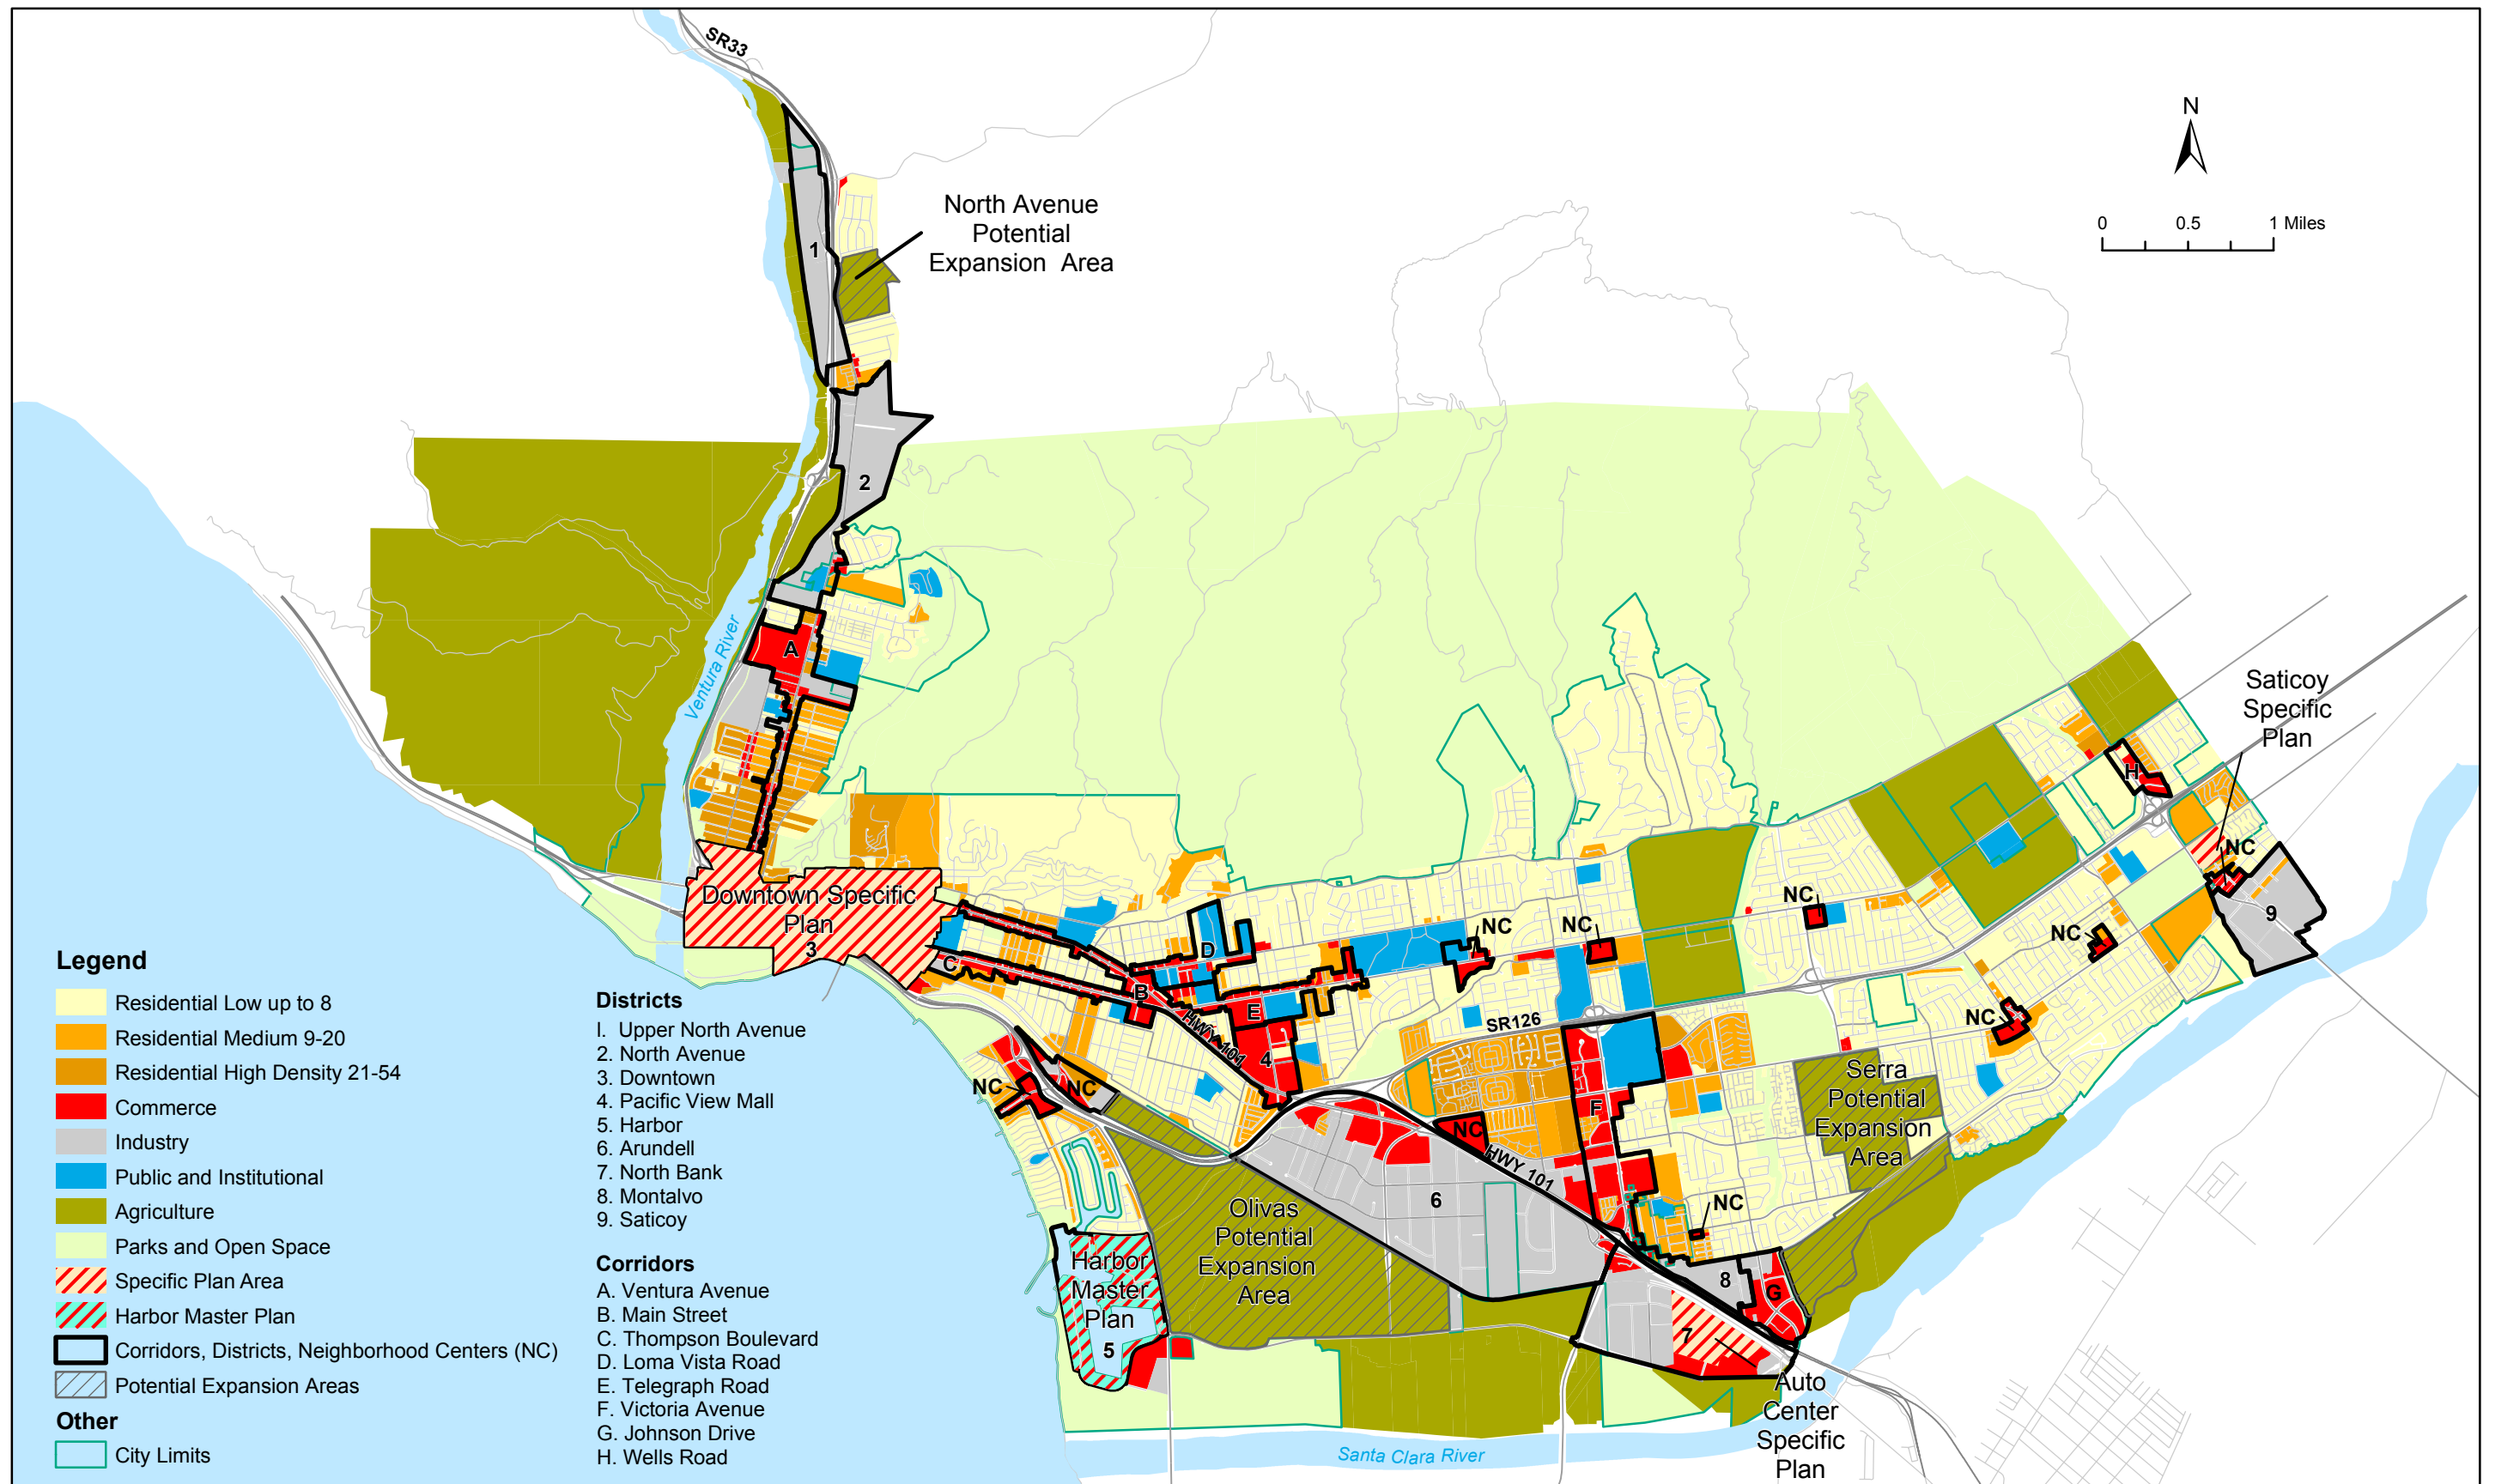 SR33
N
0 0.5 1 Miles
North Avenue
Potential
Expansion Area
1
2
Ventura River
A
Saticoy
Specific
Plan
H
NC
9
NC
NC
NC
NC
NC
NC
D
Downtown Specific
Plan
3
C
B
E
HWY 101
4
SR126
NC
NC
F
NC
HWY 101
6
Serra
Potential
Expansion
Area
NC
Olivas
Potential
Expansion
Area
Harbor
Master
Plan
5
8
G
7
Auto
Center
Specific
Plan
Santa Clara River
Legend
Residential Low up to 8
Residential Medium 9-20
Residential High Density 21-54
Commerce
Industry
Public and Institutional
Agriculture
Parks and Open Space
Specific Plan Area
Harbor Master Plan
Corridors, Districts, Neighborhood Centers (NC)
Potential Expansion Areas
Other
City Limits
Districts
I. Upper North Avenue
2. North Avenue
3. Downtown
4. Pacific View Mall
5. Harbor
6. Arundell
7. North Bank
8. Montalvo
9. Saticoy
Corridors
A. Ventura Avenue
B. Main Street
C. Thompson Boulevard
D. Loma Vista Road
E. Telegraph Road
F. Victoria Avenue
G. Johnson Drive
H. Wells Road